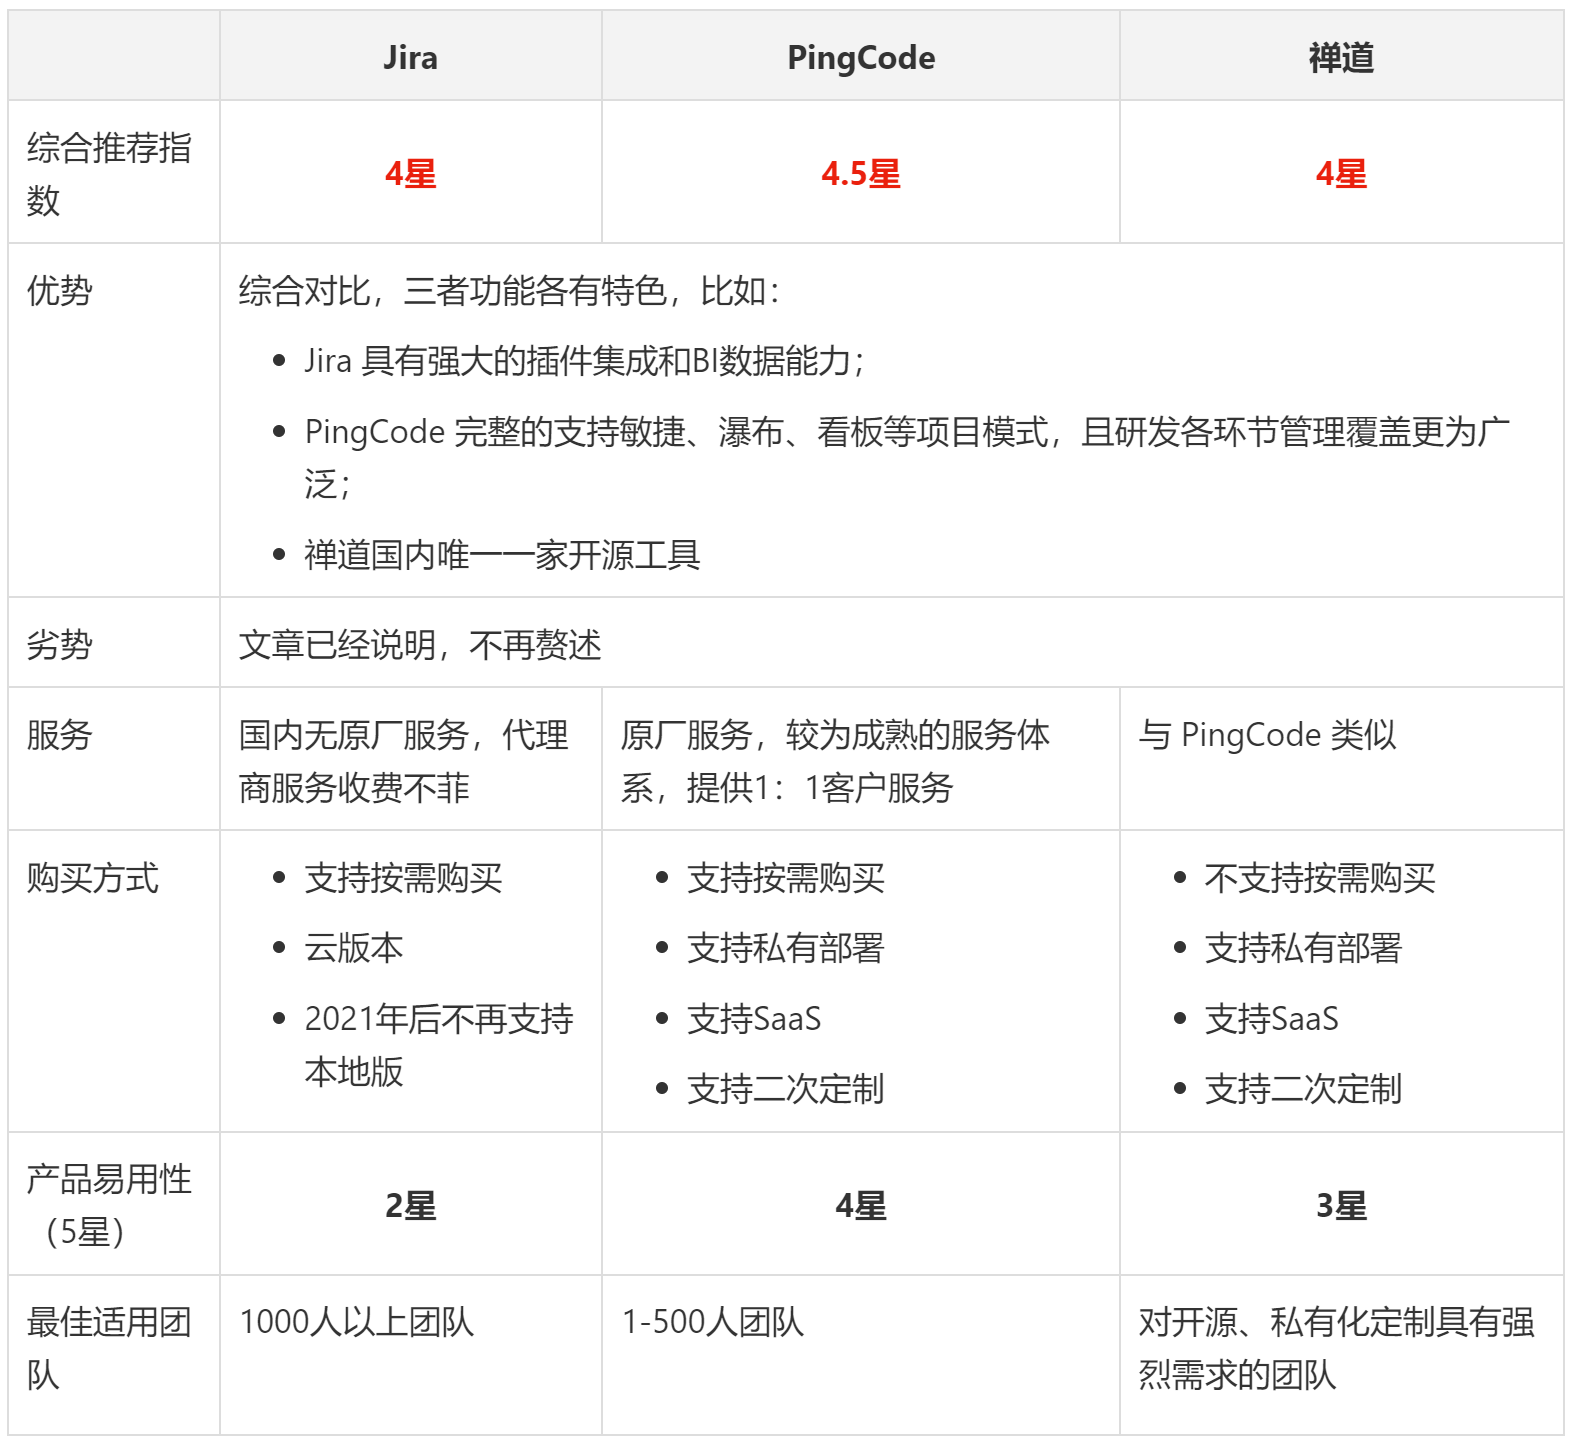 Jira
PingCode
禅道
综合推荐指
数
4星
4.5星
4星
优势
综合对比，三者功能各有特色，比如：
Jira 具有强大的插件集成和BI数据能力；
PingCode 完整的支持敏捷、瀑布、看板等项目模式，且研发各环节管理覆盖更为广
泛；
禅道国内唯一一家开源工具
劣势
文章已经说明，不再赘述
服务
国内无原厂服务，代理
商服务收费不菲
原厂服务，较为成熟的服务体
系，提供1：1客户服务
与 PingCode 类似
购买方式
支持按需购买
云版本
2021年后不再支持
本地版
支持按需购买
支持私有部署
支持SaaS
支持二次定制
不支持按需购买
支持私有部署
支持SaaS
支持二次定制
产品易用性
（5星）
2星
4星
3星
最佳适用团
队
1000人以上团队
1-500人团队
对开源、私有化定制具有强
烈需求的团队